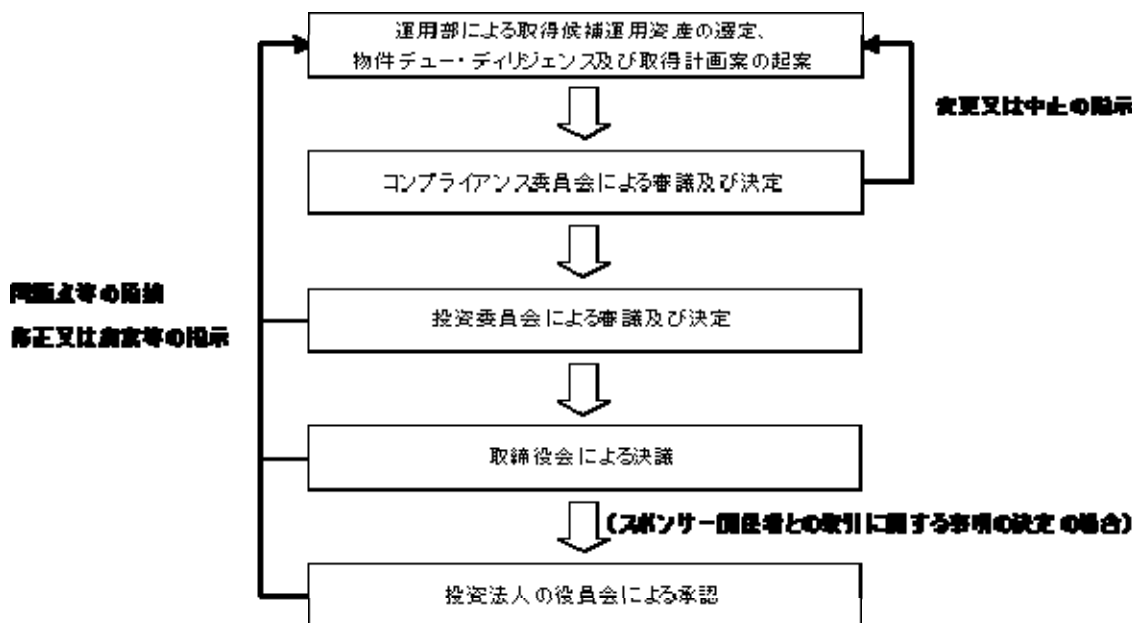 運用部による取得候補運用資産の選定、
物件デュー・ディリジェンス及び取得計画案の起案
変更又は中止の指示
コンプライアンス委員会による審議及び決定
問題点等の指摘
修正又は廃案等の指示
投資委員会による審議及び決定
取締役会による決議
(スポンサー関係者との取引に関する事項の決定の場合)
投資法人の役員会による承認